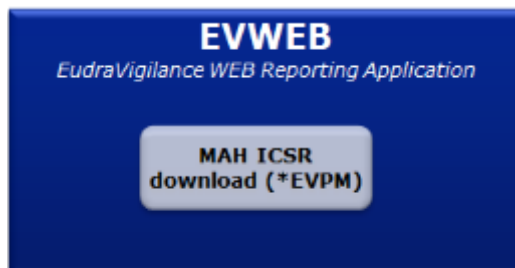 EVWEB
EudraVigilance WEB Reporting Application
MAH ICSR
download (*EVPM)